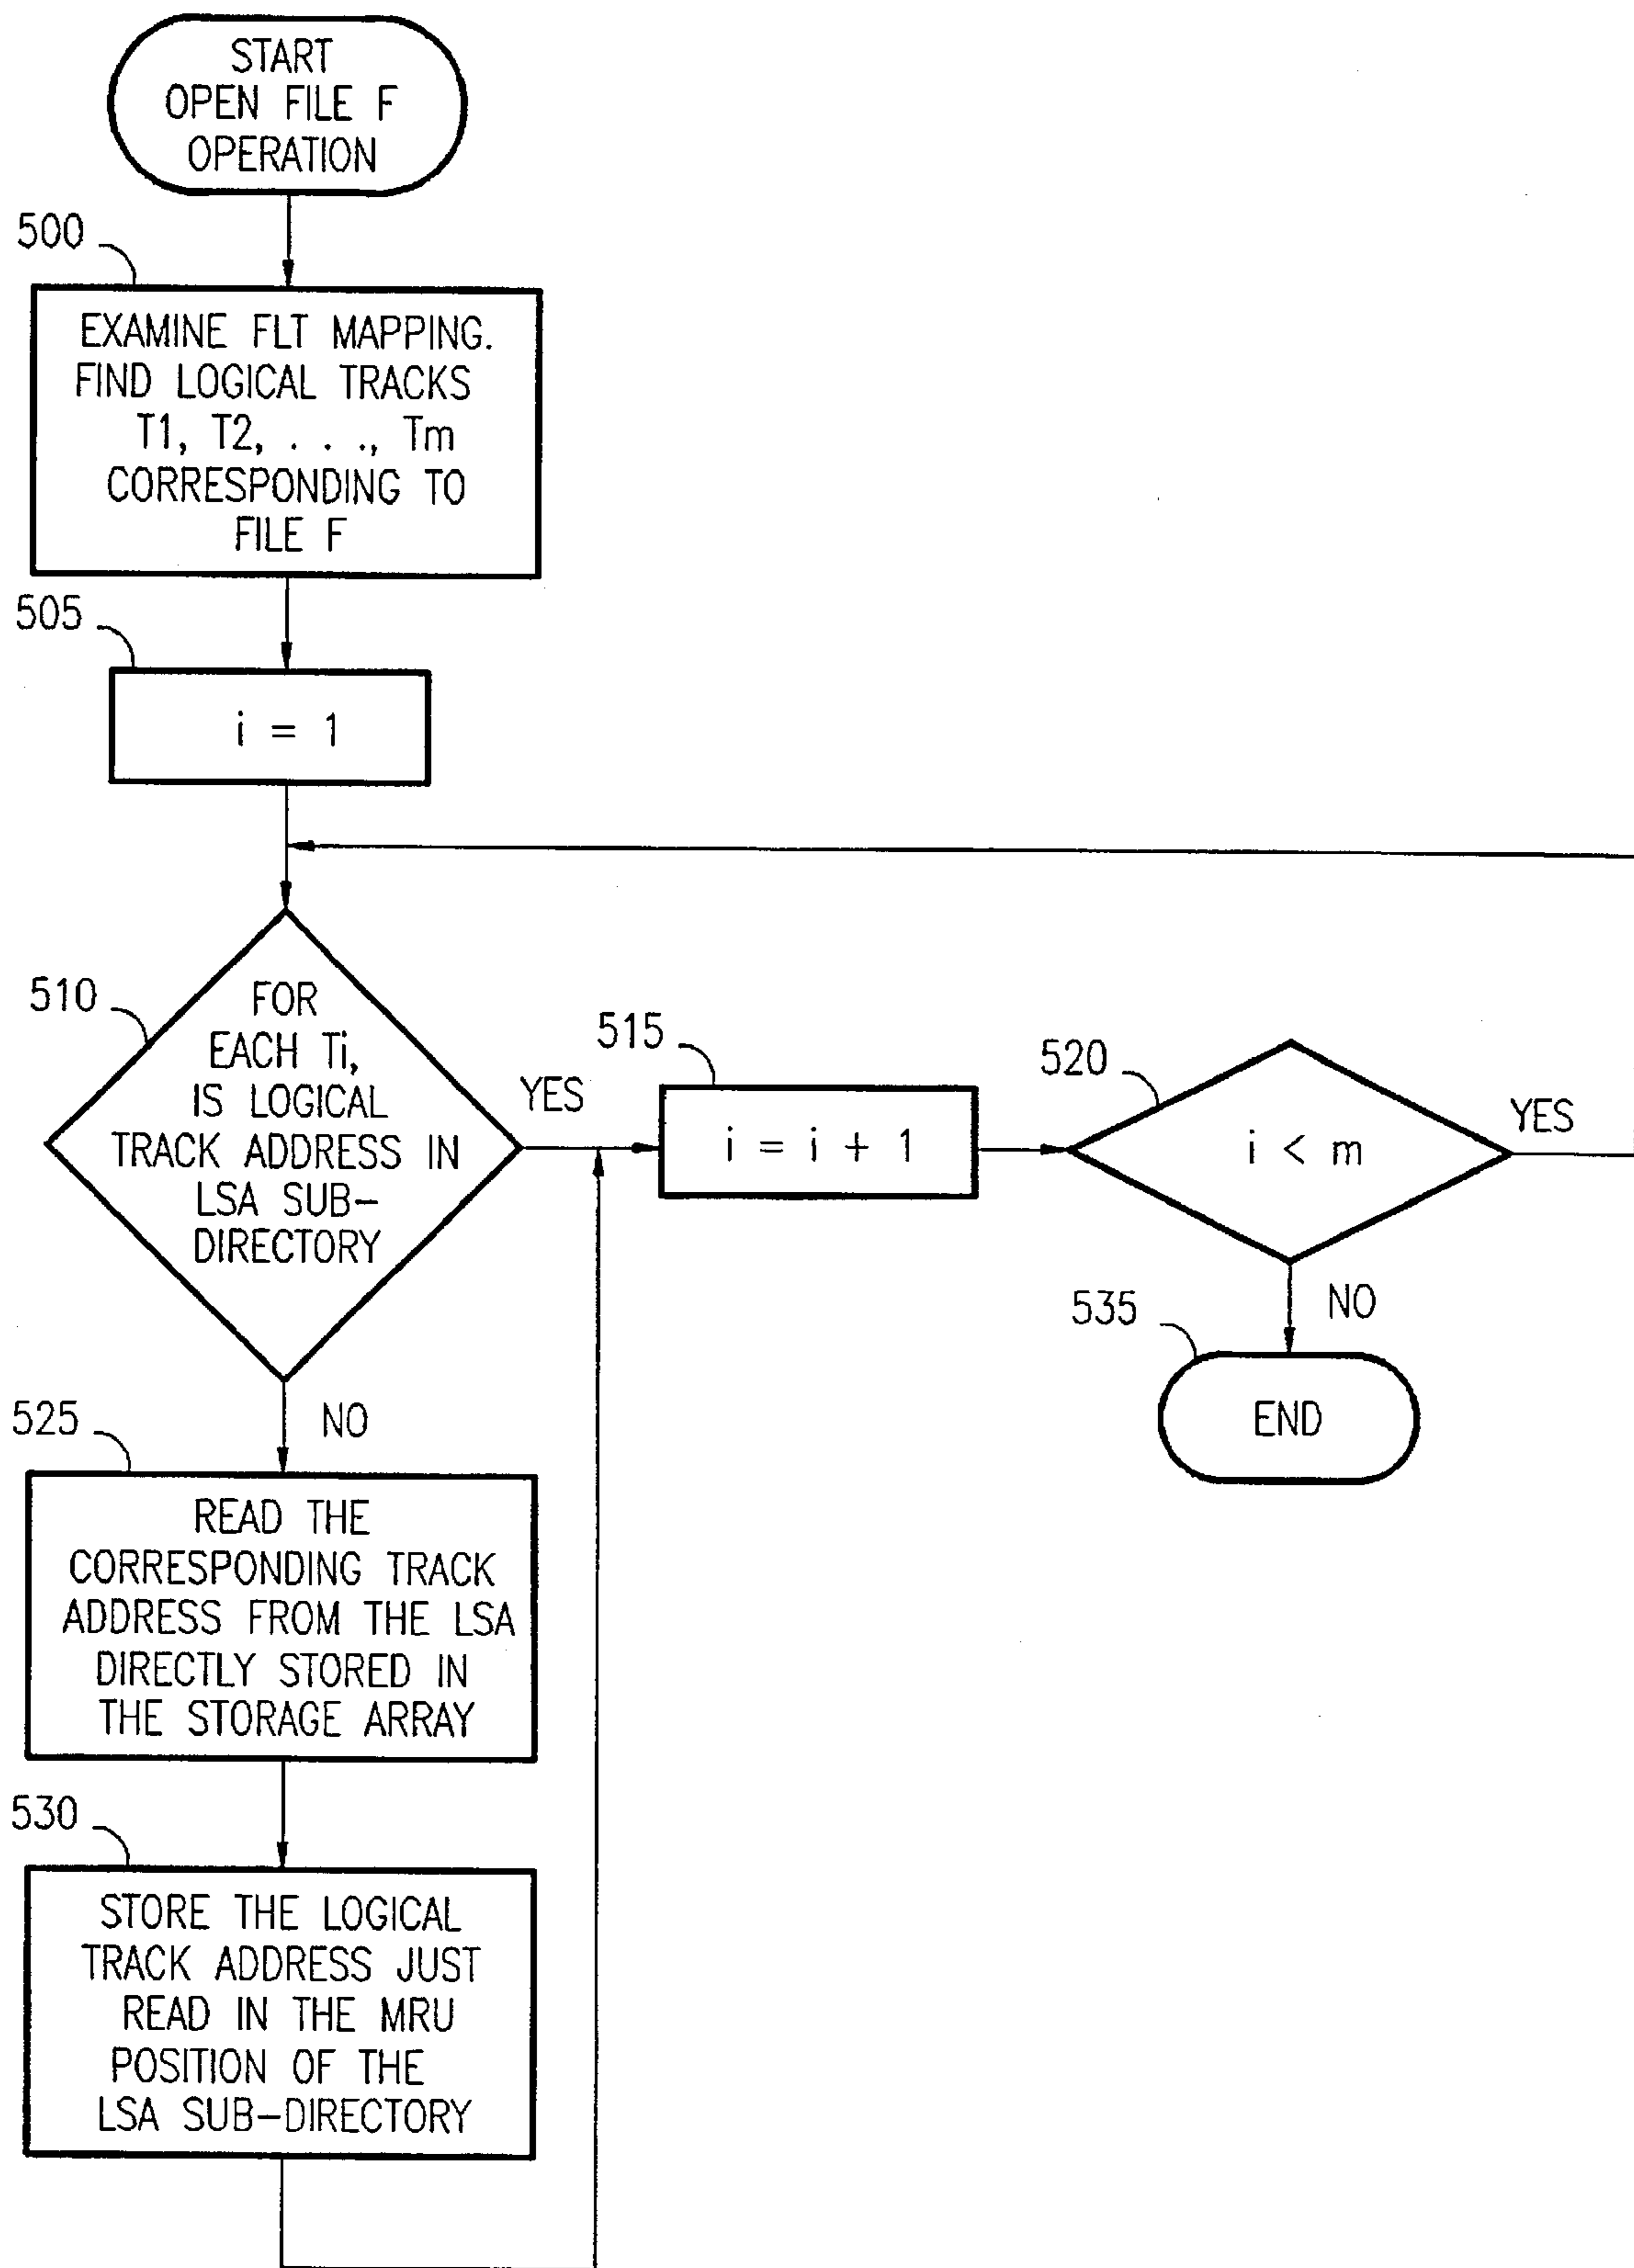 START
OPEN FILE F
OPERATION
500
EXAMINE FLT MAPPING.
FIND LOGICAL TRACKS
T1, T2, . . ., Tm
CORRESPONDING TO
FILE F
505
i = 1
510
FOR
EACH Ti,
IS LOGICAL
TRACK ADDRESS IN
LSA SUB-
DIRECTORY
YES
515
i = i + 1
520
i < m
YES
NO
535
END
NO
525
READ THE
CORRESPONDING TRACK
ADDRESS FROM THE LSA
DIRECTLY STORED IN
THE STORAGE ARRAY
530
STORE THE LOGICAL
TRACK ADDRESS JUST
READ IN THE MRU
POSITION OF THE
LSA SUB-DIRECTORY